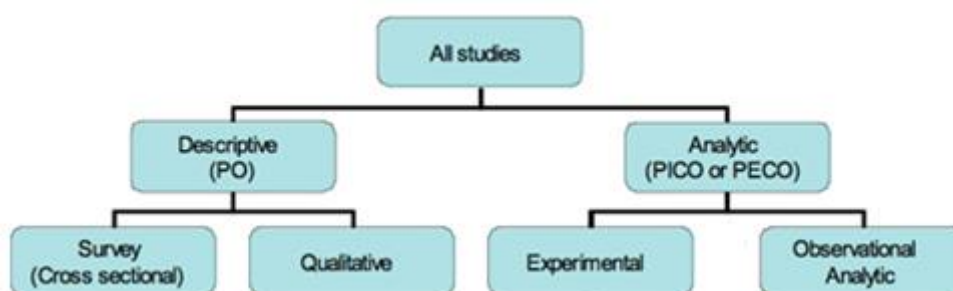 All studies
Descriptive
(PO)
Analytic
(PICO or PECO)
Survey
(Cross sectional)
Qualitative
Experimental
Observational
Analytic